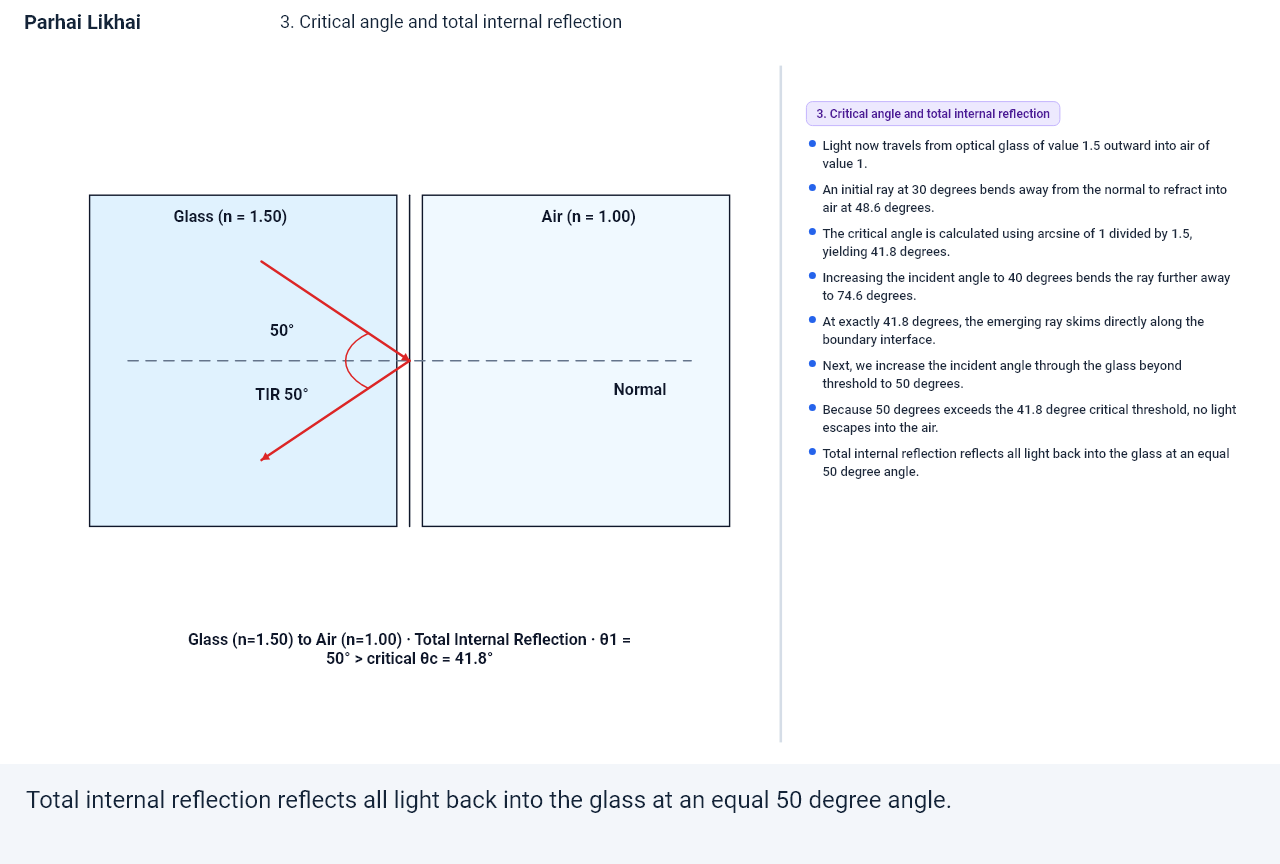 Parhai Likhai
3. Critical angle and total internal reflection
Glass (n = 1.50)
Air (n = 1.00)
50°
TIR 50°
Normal
Glass (n=1.50) to Air (n=1.00) · Total Internal Reflection · θ1 =
50° > critical θc = 41.8°
3. Critical angle and total internal reflection
Light now travels from optical glass of value 1.5 outward into air of
value 1.
An initial ray at 30 degrees bends away from the normal to refract into
air at 48.6 degrees.
The critical angle is calculated using arcsine of 1 divided by 1.5,
yielding 41.8 degrees.
Increasing the incident angle to 40 degrees bends the ray further away
to 74.6 degrees.
At exactly 41.8 degrees, the emerging ray skims directly along the
boundary interface.
Next, we increase the incident angle through the glass beyond
threshold to 50 degrees.
Because 50 degrees exceeds the 41.8 degree critical threshold, no light
escapes into the air.
Total internal reflection reflects all light back into the glass at an equal
50 degree angle.
Total internal reflection reflects all light back into the glass at an equal 50 degree angle.